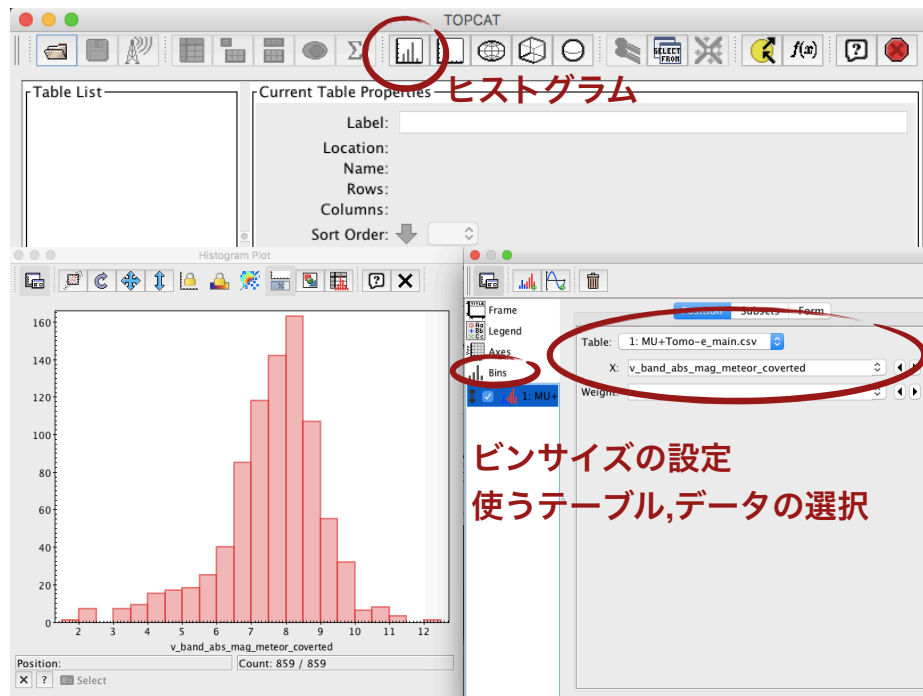 TOPCAT
SELECT
FROM
f(x)
Table List
Current Table Properties
ヒストグラム
Label:
Location:
Name:
Rows:
Columns:
Sort Order:
Histogram Plot
160
140
120
100
80
60
40
20
0
2 3 4 5 6 7 8 9 10 11 12
v_band_abs_mag_meteor_coverted
Position:
Count: 859 / 859
Select
Frame
Legend
Axes
Bins
1: MU+
Position Subsets Form
Table: 1: MU+Tomo-e_main.csv
X: v_band_abs_mag_meteor_coverted
Weight:
ビンサイズの設定
使うテーブル,データの選択